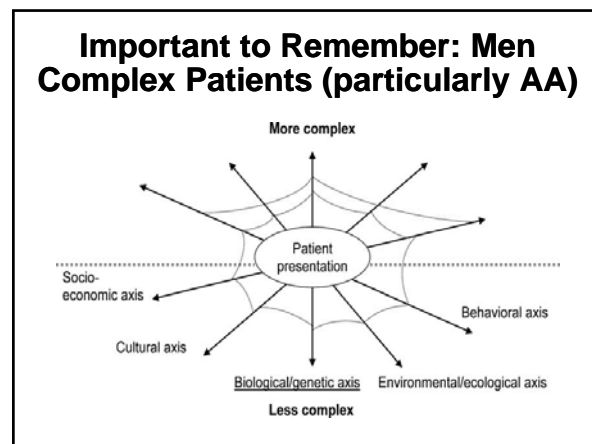 Important to Remember: Men
Complex Patients (particularly AA)
More complex
Patient
presentation
Socio-
economic axis
Behavioral axis
Cultural axis
Biological/genetic axis
Environmental/ecological axis
Less complex